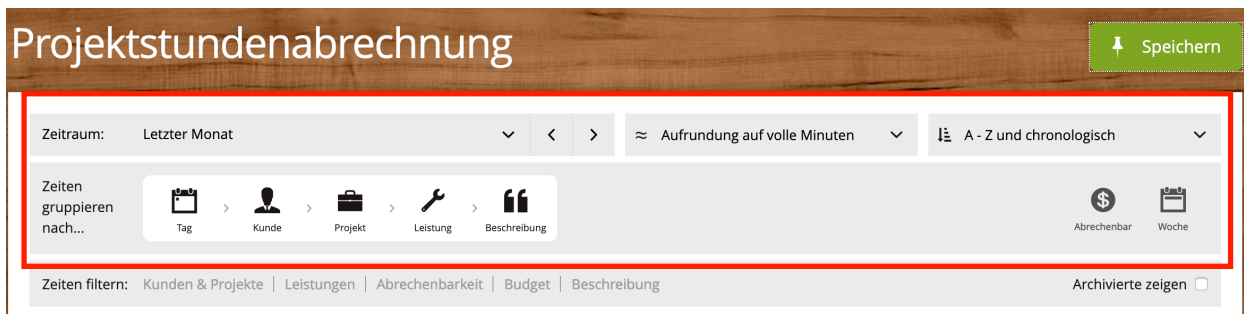 Projektstundenabrechnung
Speichern
Zeitraum: Letzter Monat
≈ Aufrundung auf volle Minuten
A - Z und chronologisch
Zeiten
gruppieren
nach...
Tag > Kunde > Projekt > Leistung > Beschreibung
Abrechenbar Woche
Zeiten filtern: Kunden & Projekte | Leistungen | Abrechenbarkeit | Budget | Beschreibung
Archivierte zeigen